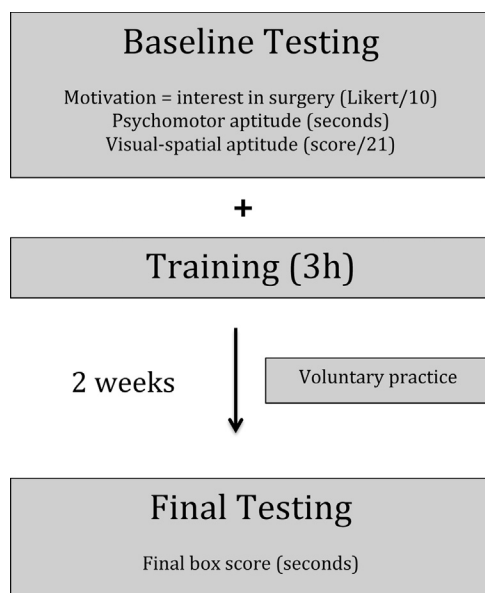 Baseline Testing
Motivation = interest in surgery (Likert/10)
Psychomotor aptitude (seconds)
Visual-spatial aptitude (score/21)
+
Training (3h)
2 weeks
Voluntary practice
Final Testing
Final box score (seconds)